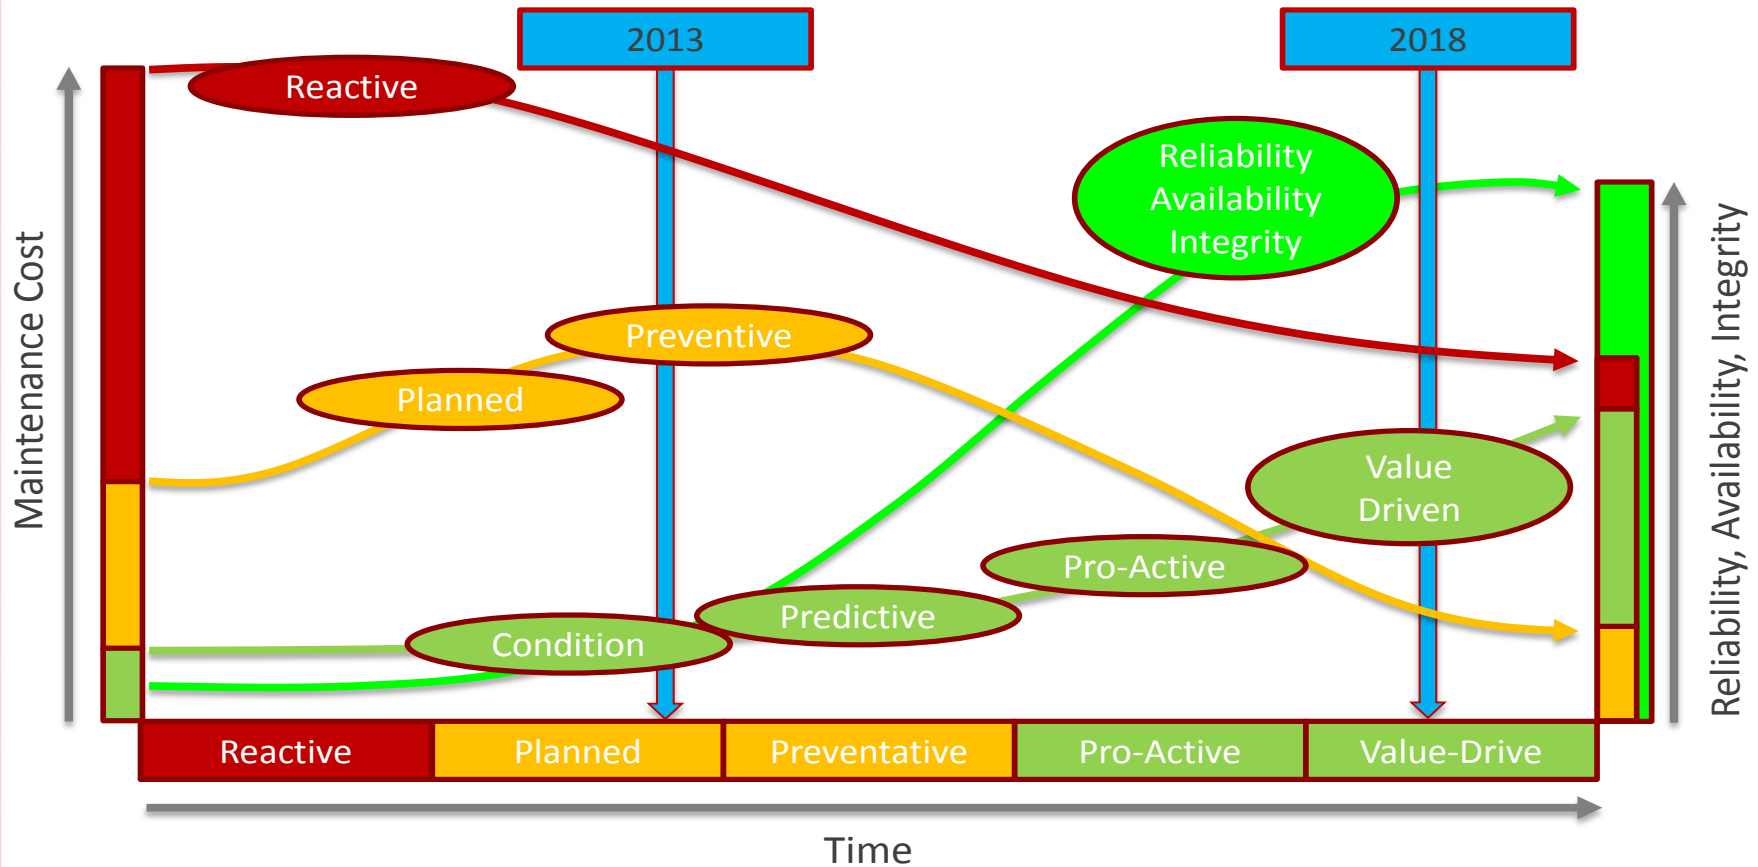 2013
2018
Reactive
Reliability
Availability
Integrity
Preventive
Planned
Value
Driven
Pro-Active
Predictive
Condition
Maintenance Cost
Reliability, Availability, Integrity
Reactive
Planned
Preventative
Pro-Active
Value-Drive
Time